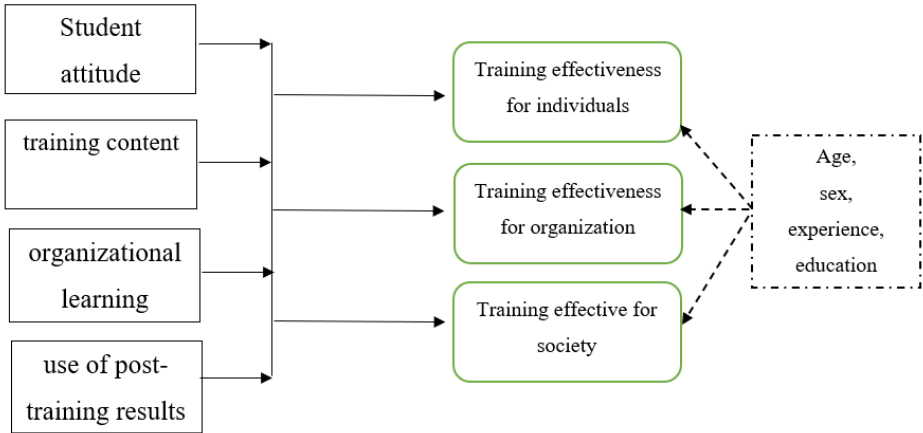 Student
attitude
training content
organizational
learning
use of post-
training results
Training effectiveness
for individuals
Training effectiveness
for organization
Training effective for
society
Age,
sex,
experience,
education